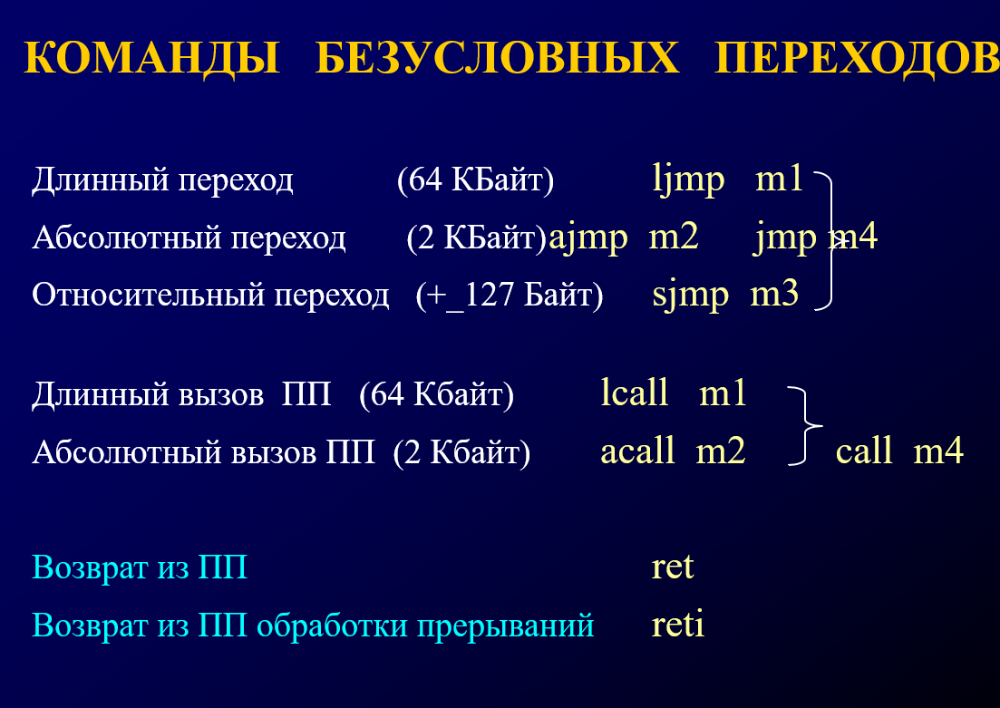 КОМАНДЫ БЕЗУСЛОВНЫХ ПЕРЕХОДОВ
Длинный переход (64 КБайт) ljmp m1
Абсолютный переход (2 КБайт) ajmp m2 jmp m4
Относительный переход (+_127 Байт) sjmp m3
Длинный вызов ПП (64 Кбайт) lcall m1
Абсолютный вызов ПП (2 Кбайт) acall m2 call m4
Возврат из ПП ret
Возврат из ПП обработки прерываний reti